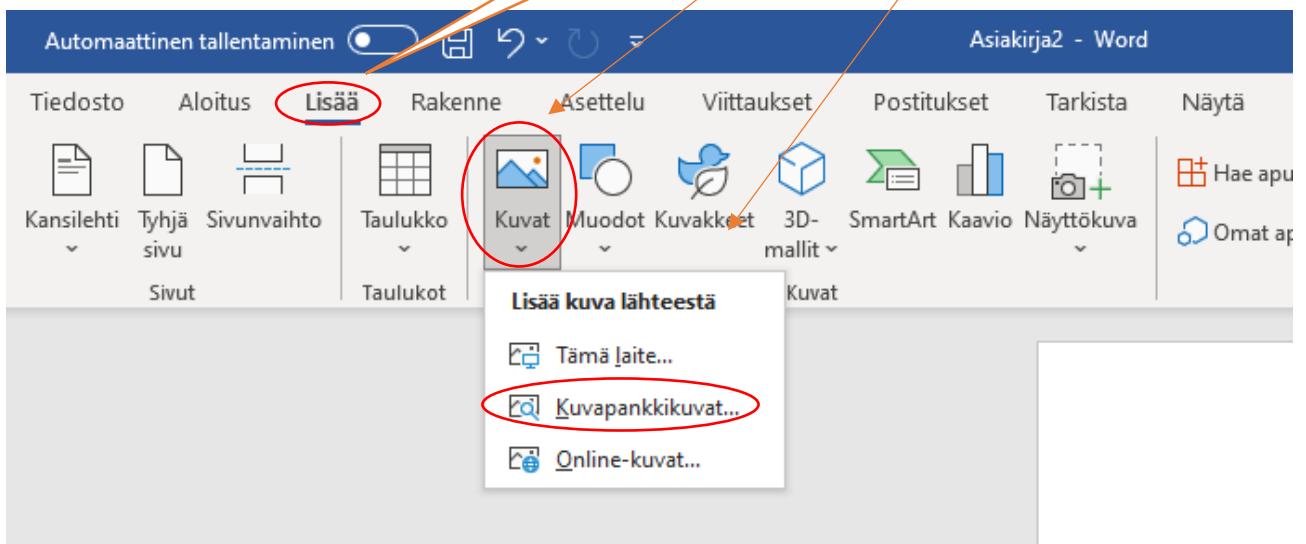 Automaattinen tallentaminen
Asiakirja2 - Word
Tiedosto Aloitus Lisää Rakenne Asettelu Viittaukset Postitukset Tarkista Näytä
Kansilehti Tyhjä sivu Sivunvaihto Taulukko Kuvat Muodot Kuvakkeet 3D-mallit SmartArt Kaavio Näyttökuva
Hae apu
Omat ap
Sivut Taulukot Kuvat
Lisää kuva lähteestä
Tämä laite...
Kuvapankkikuvat...
Online-kuvat...